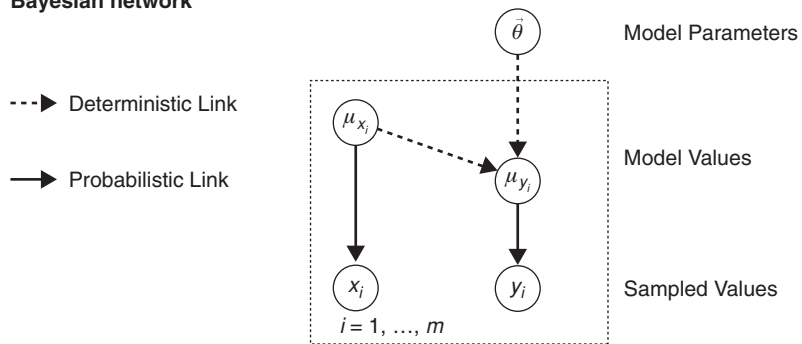 Bayesian network
θ⃗
Model Parameters
Deterministic Link
μxᵢ
Model Values
Probabilistic Link
μyᵢ
xᵢ
yᵢ
Sampled Values
i = 1, …, m